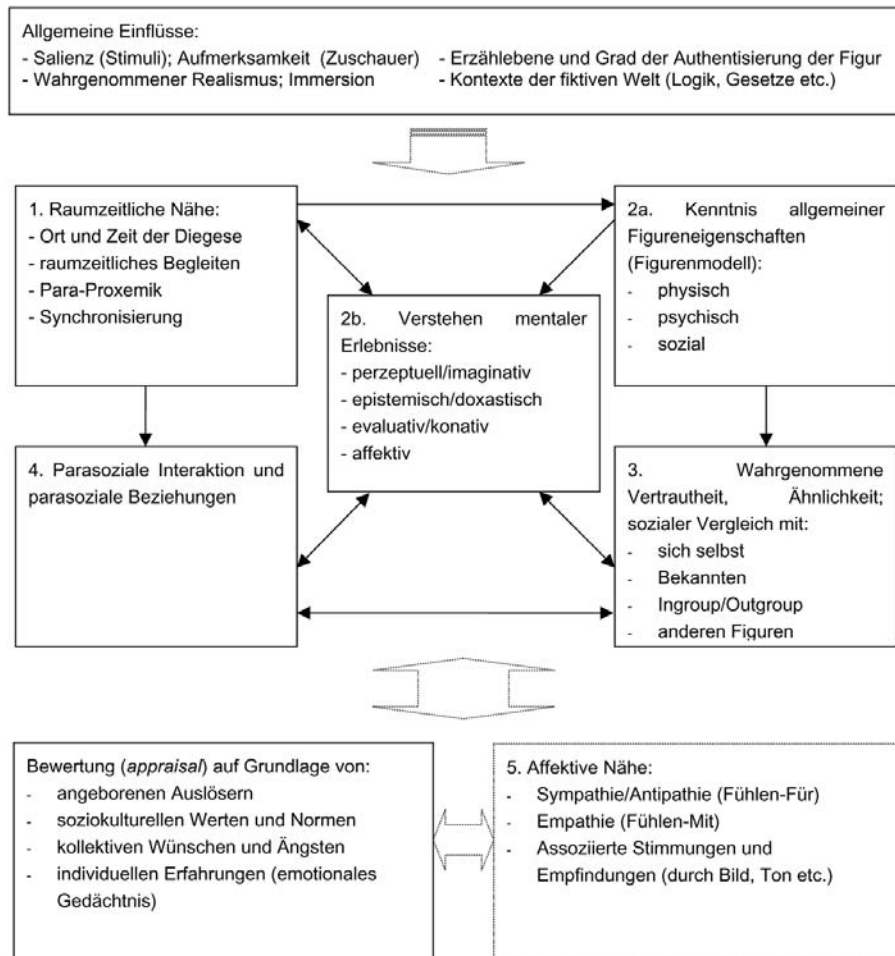 Allgemeine Einflüsse:
- Salienz (Stimuli); Aufmerksamkeit (Zuschauer)
- Wahrgenommener Realismus; Immersion
- Erzählebene und Grad der Authentisierung der Figur
- Kontexte der fiktiven Welt (Logik, Gesetze etc.)
1. Raumzeitliche Nähe:
- Ort und Zeit der Diegese
- raumzeitliches Begleiten
- Para-Proxemik
- Synchronisierung
2a. Kenntnis allgemeiner
Figureneigenschaften
(Figurenmodell):
- physisch
- psychisch
- sozial
2b. Verstehen mentaler
Erlebnisse:
- perzeptuell/imaginativ
- epistemisch/doxastisch
- evaluativ/konativ
- affektiv
4. Parasoziale Interaktion und
parasoziale Beziehungen
3. Wahrgenommene
Vertrautheit, Ähnlichkeit;
sozialer Vergleich mit:
- sich selbst
- Bekannten
- Ingroup/Outgroup
- anderen Figuren
Bewertung (appraisal) auf Grundlage von:
- angeborenen Auslösern
- soziokulturellen Werten und Normen
- kollektiven Wünschen und Ängsten
- individuellen Erfahrungen (emotionales
Gedächtnis)
5. Affektive Nähe:
- Sympathie/Antipathie (Fühlen-Für)
- Empathie (Fühlen-Mit)
- Assoziierte Stimmungen und
Empfindungen (durch Bild, Ton etc.)